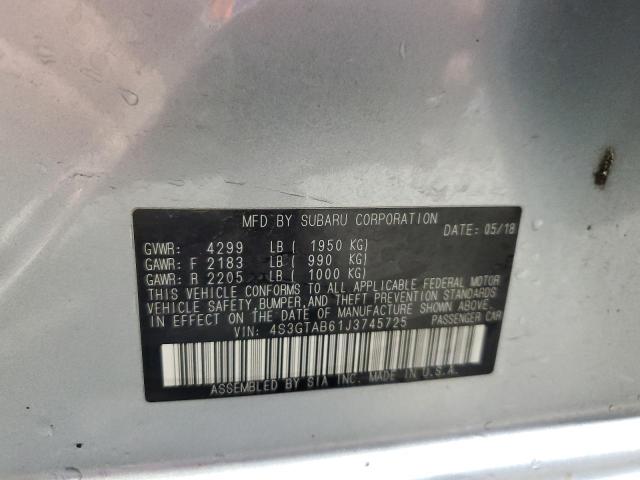 MFD BY SUBARU CORPORATION
DATE: 05/18
GVWR: 4299 LB ( 1950 KG)
GAWR: F 2183 LB ( 990 KG)
GAWR: R 2205 LB ( 1000 KG)
THIS VEHICLE CONFORMS TO ALL APPLICABLE FEDERAL MOTOR
VEHICLE SAFETY, BUMPER, AND THEFT PREVENTION STANDARDS
IN EFFECT ON THE DATE OF MANUFACTURE SHOWN ABOVE.
VIN: 4S3GTAB61J3745725 PASSENGER CAR
ASSEMBLED BY SIA INC. MADE IN U.S.A.